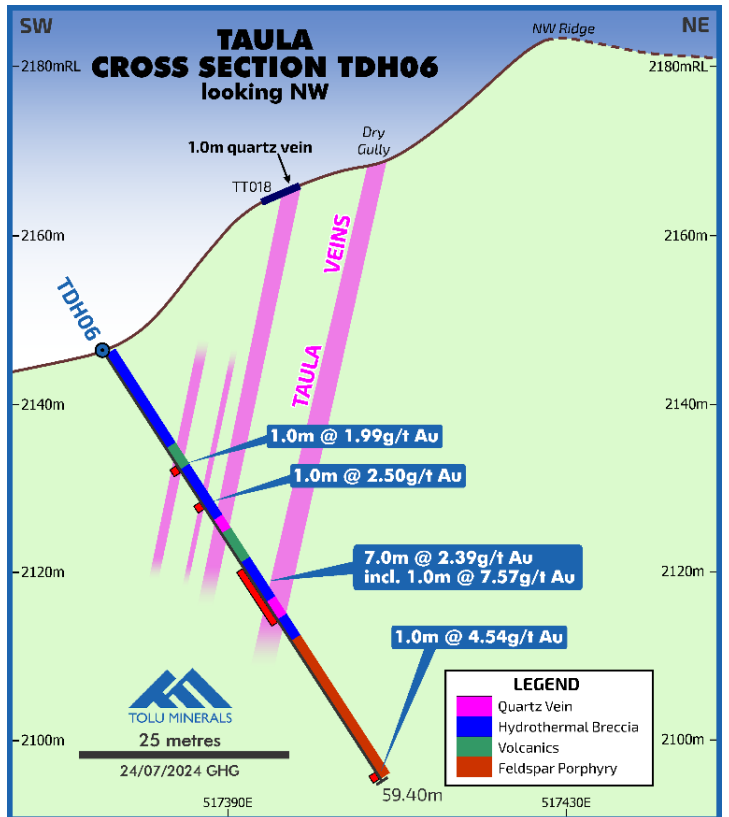 SW
NE
TAULA
CROSS SECTION TDH06
looking NW
NW Ridge
2180mRL
2180mRL
Dry
Gully
1.0m quartz vein
TT018
2160m
2160m
VEINS
TDH06
TAULA
2140m
2140m
1.0m @ 1.99g/t Au
1.0m @ 2.50g/t Au
7.0m @ 2.39g/t Au
incl. 1.0m @ 7.57g/t Au
2120m
2120m
1.0m @ 4.54g/t Au
TOLU MINERALS
25 metres
24/07/2024 GHG
LEGEND
Quartz Vein
Hydrothermal Breccia
Volcanics
Feldspar Porphyry
2100m
2100m
59.40m
517390E
517430E